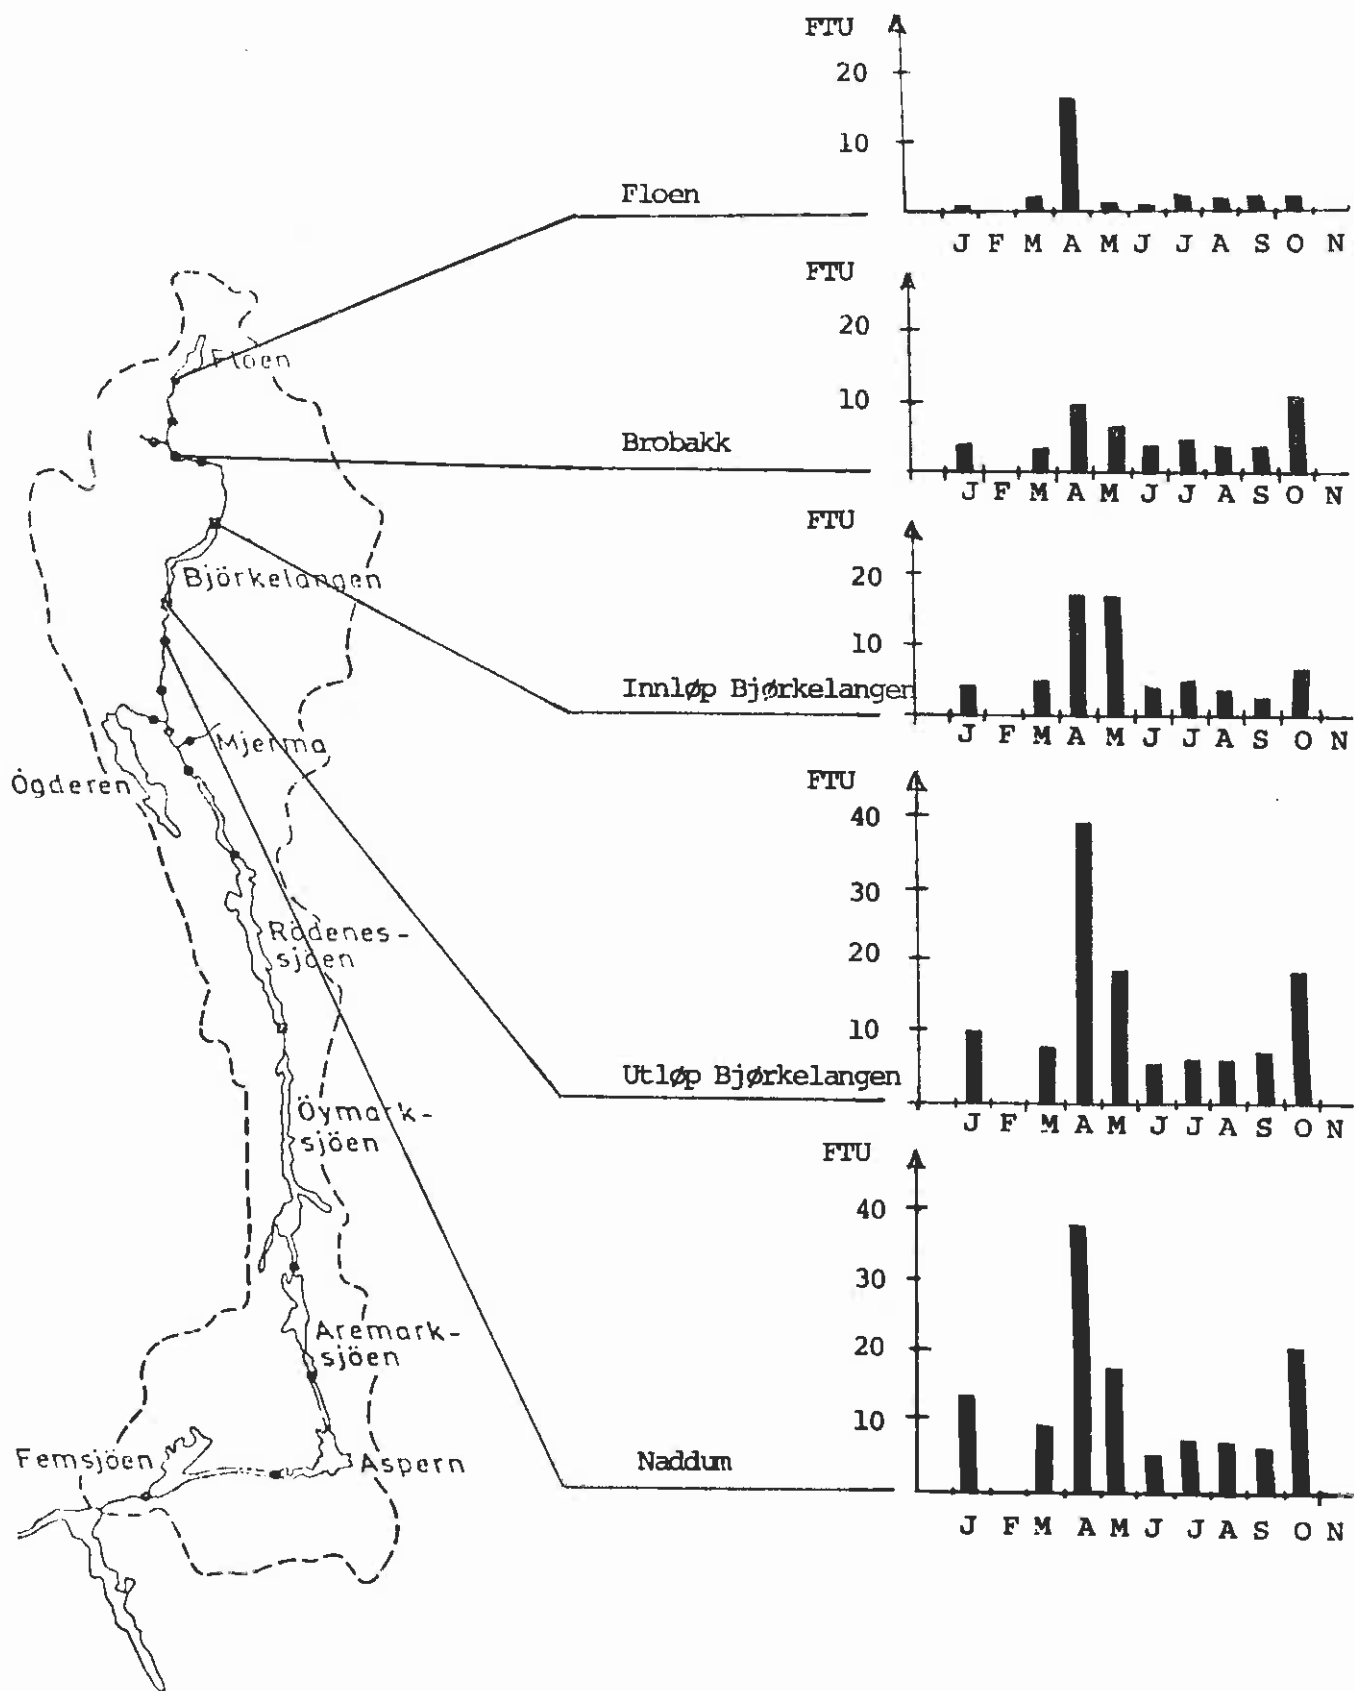 FTU
20
10
Floen
J F M A M J J A S O N
FTU
20
10
Brobakk
J F M A M J J A S O N
FTU
20
10
Innløp Bjørkelangen
J F M A M J J A S O N
FTU
40
30
20
10
Utløp Bjørkelangen
J F M A M J J A S O N
FTU
40
30
20
10
Naddum
J F M A M J J A S O N
Floen
Björkelangen
Mjerma
Ögderen
Rödenes-
sjöen
Öymark-
sjöen
Aremark-
sjöen
Femsjöen
Aspern